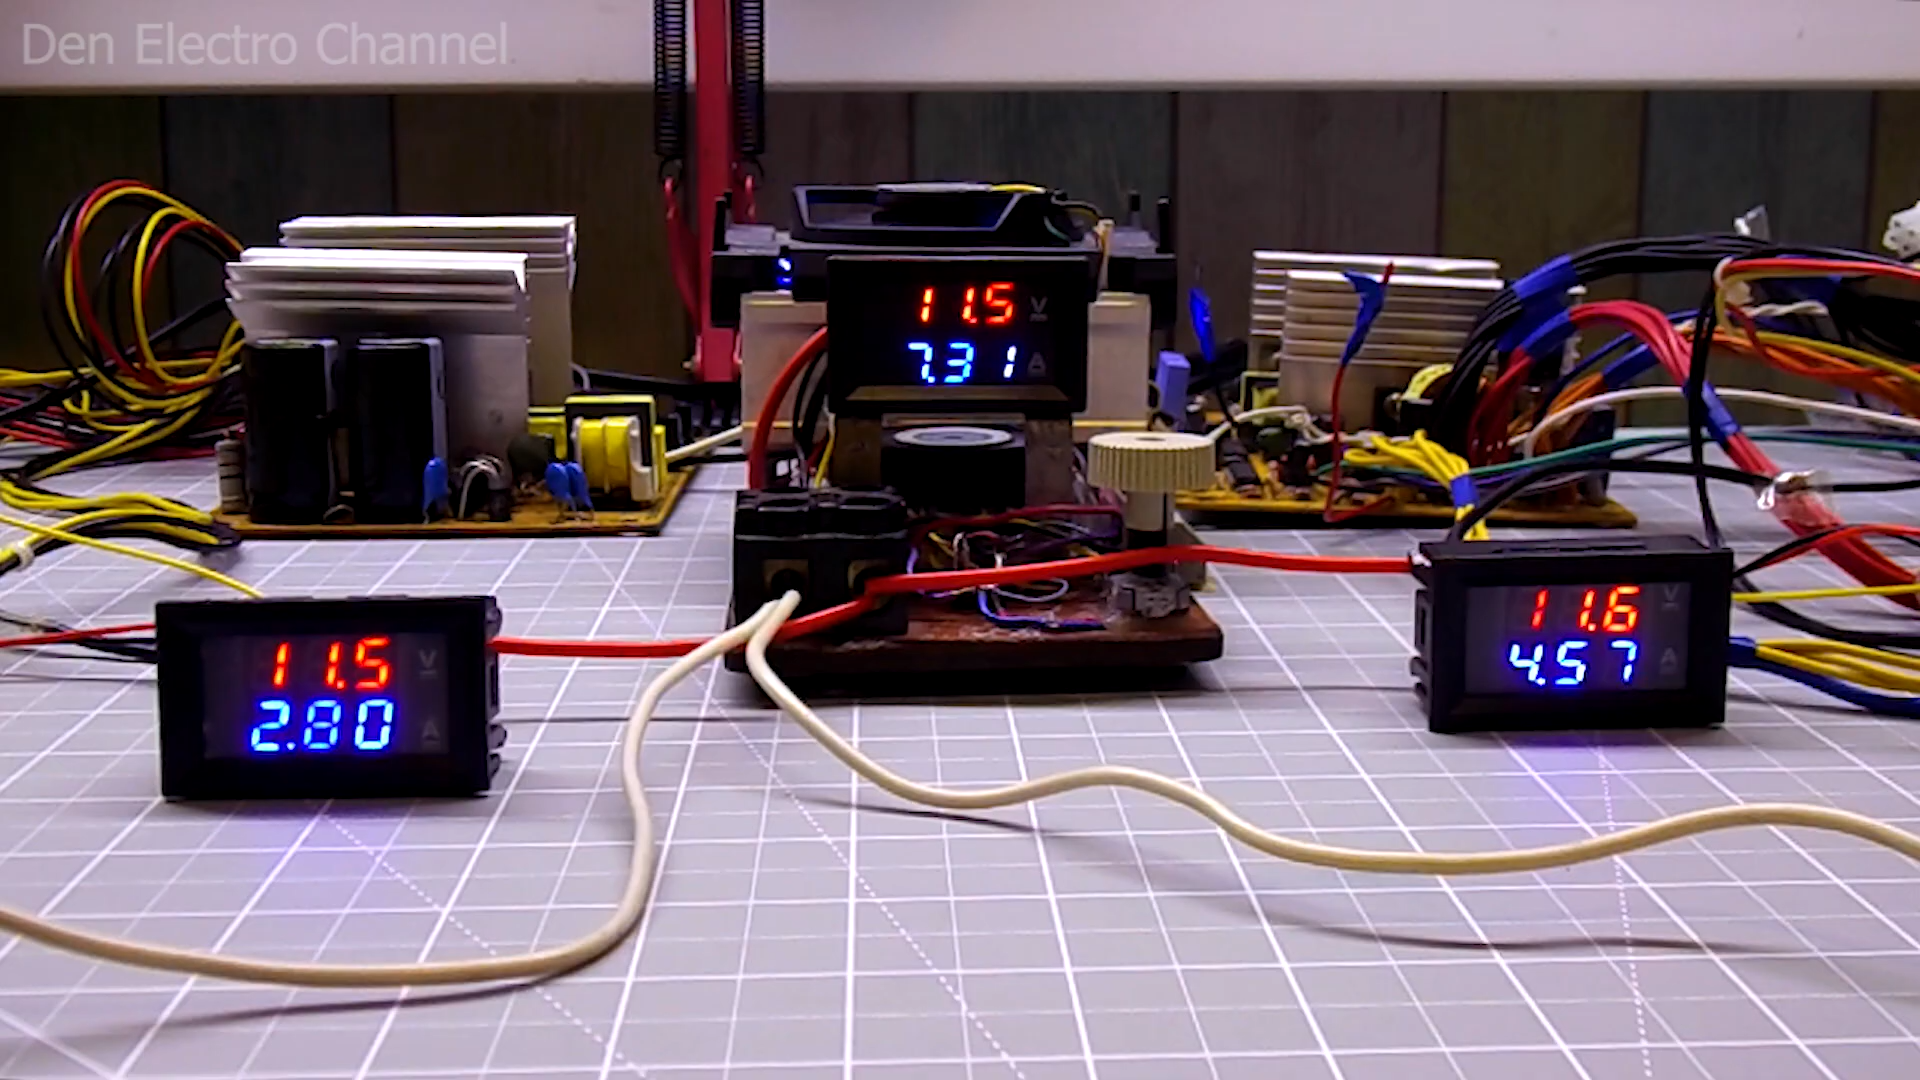 Den Electro Channel
11.5 V
7.31 A
11.5 V
2.80 A
11.6 V
4.57 A